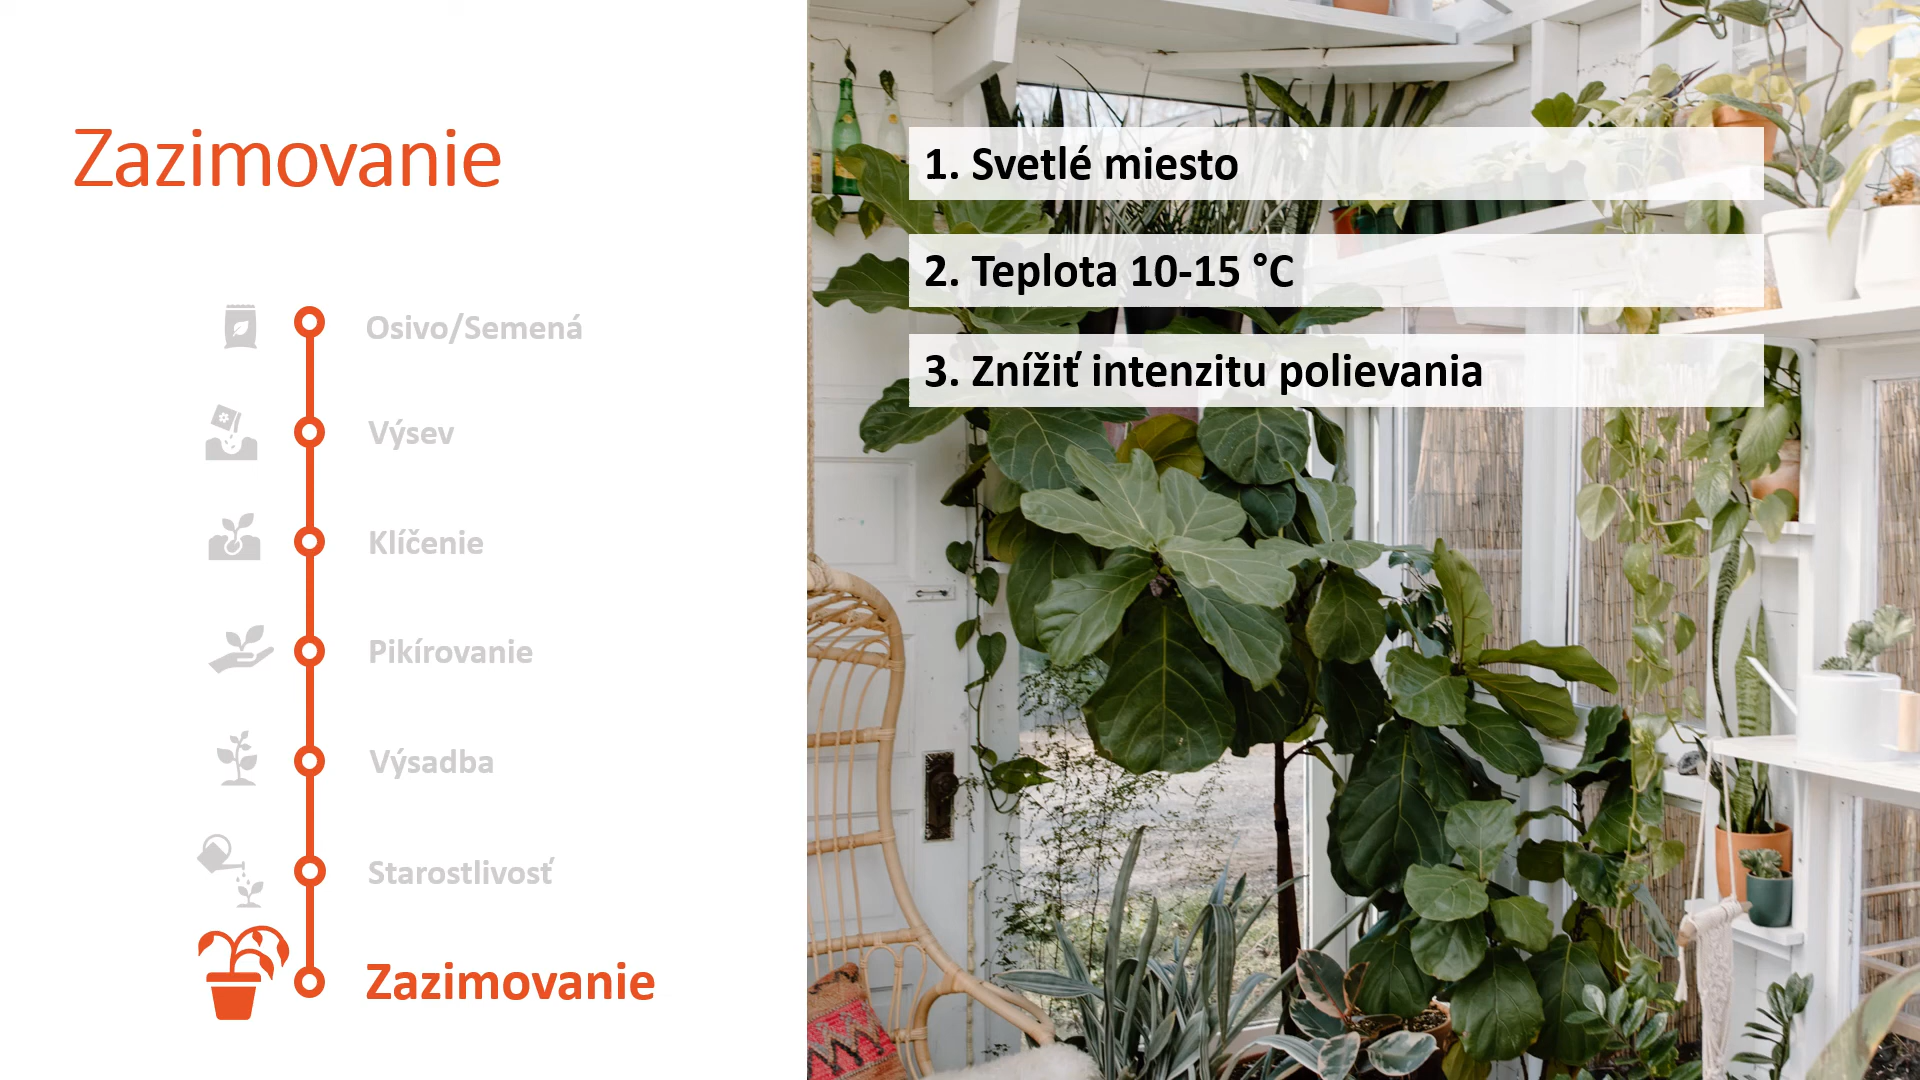 Zazimovanie
Osivo/Semená
Výsev
Klíčenie
Pikírovanie
Výsadba
Starostlivosť
Zazimovanie
1. Svetlé miesto
2. Teplota 10-15 °C
3. Znížiť intenzitu polievania